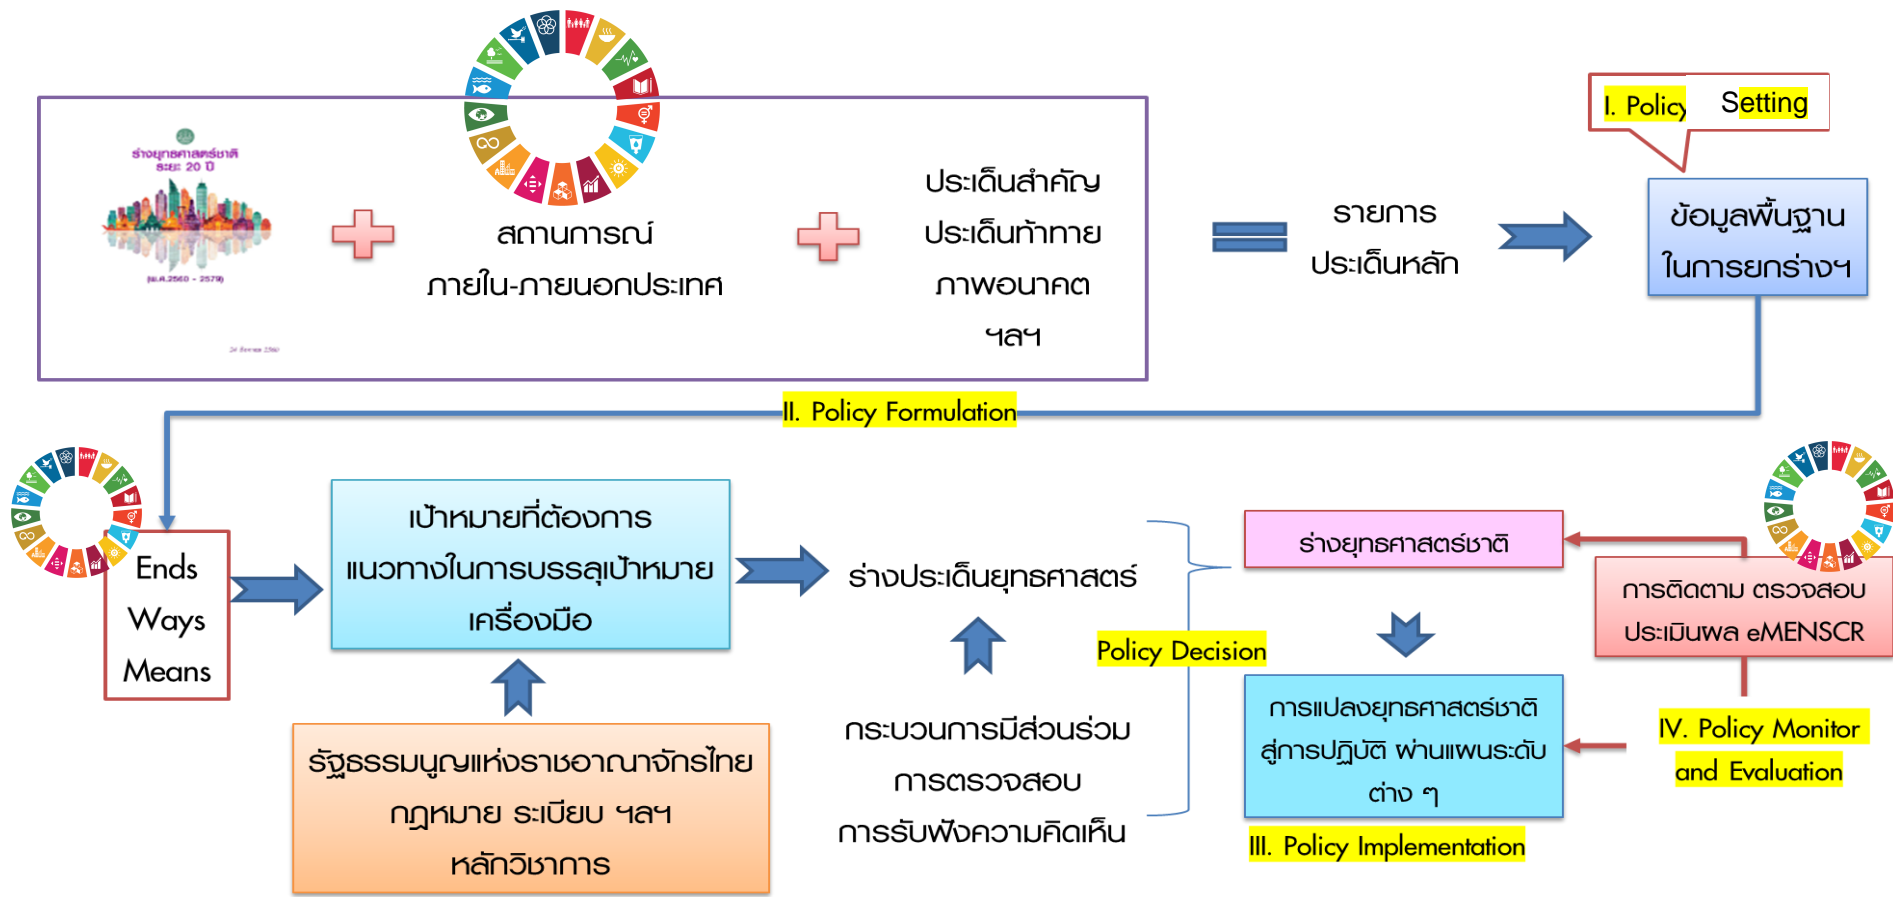 ร่างยุทธศาสตร์ชาติ
ระยะ 20 ปี
(พ.ศ.2560 - 2579)
24 สิงหาคม 2560
สถานการณ์
ภายใน-ภายนอกประเทศ
ประเด็นสำคัญ
ประเด็นท้าทาย
ภาพอนาคต
ฯลฯ
รายการ
ประเด็นหลัก
I. Policy Setting
ข้อมูลพื้นฐาน
ในการยกร่างฯ
II. Policy Formulation
Ends
Ways
Means
เป้าหมายที่ต้องการ
แนวทางในการบรรลุเป้าหมาย
เครื่องมือ
รัฐธรรมนูญแห่งราชอาณาจักรไทย
กฎหมาย ระเบียบ ฯลฯ
หลักวิชาการ
ร่างประเด็นยุทธศาสตร์
กระบวนการมีส่วนร่วม
การตรวจสอบ
การรับฟังความคิดเห็น
Policy Decision
ร่างยุทธศาสตร์ชาติ
การแปลงยุทธศาสตร์ชาติ
สู่การปฏิบัติ ผ่านแผนระดับ
ต่าง ๆ
III. Policy Implementation
การติดตาม ตรวจสอบ
ประเมินผล eMENSCR
IV. Policy Monitor
and Evaluation